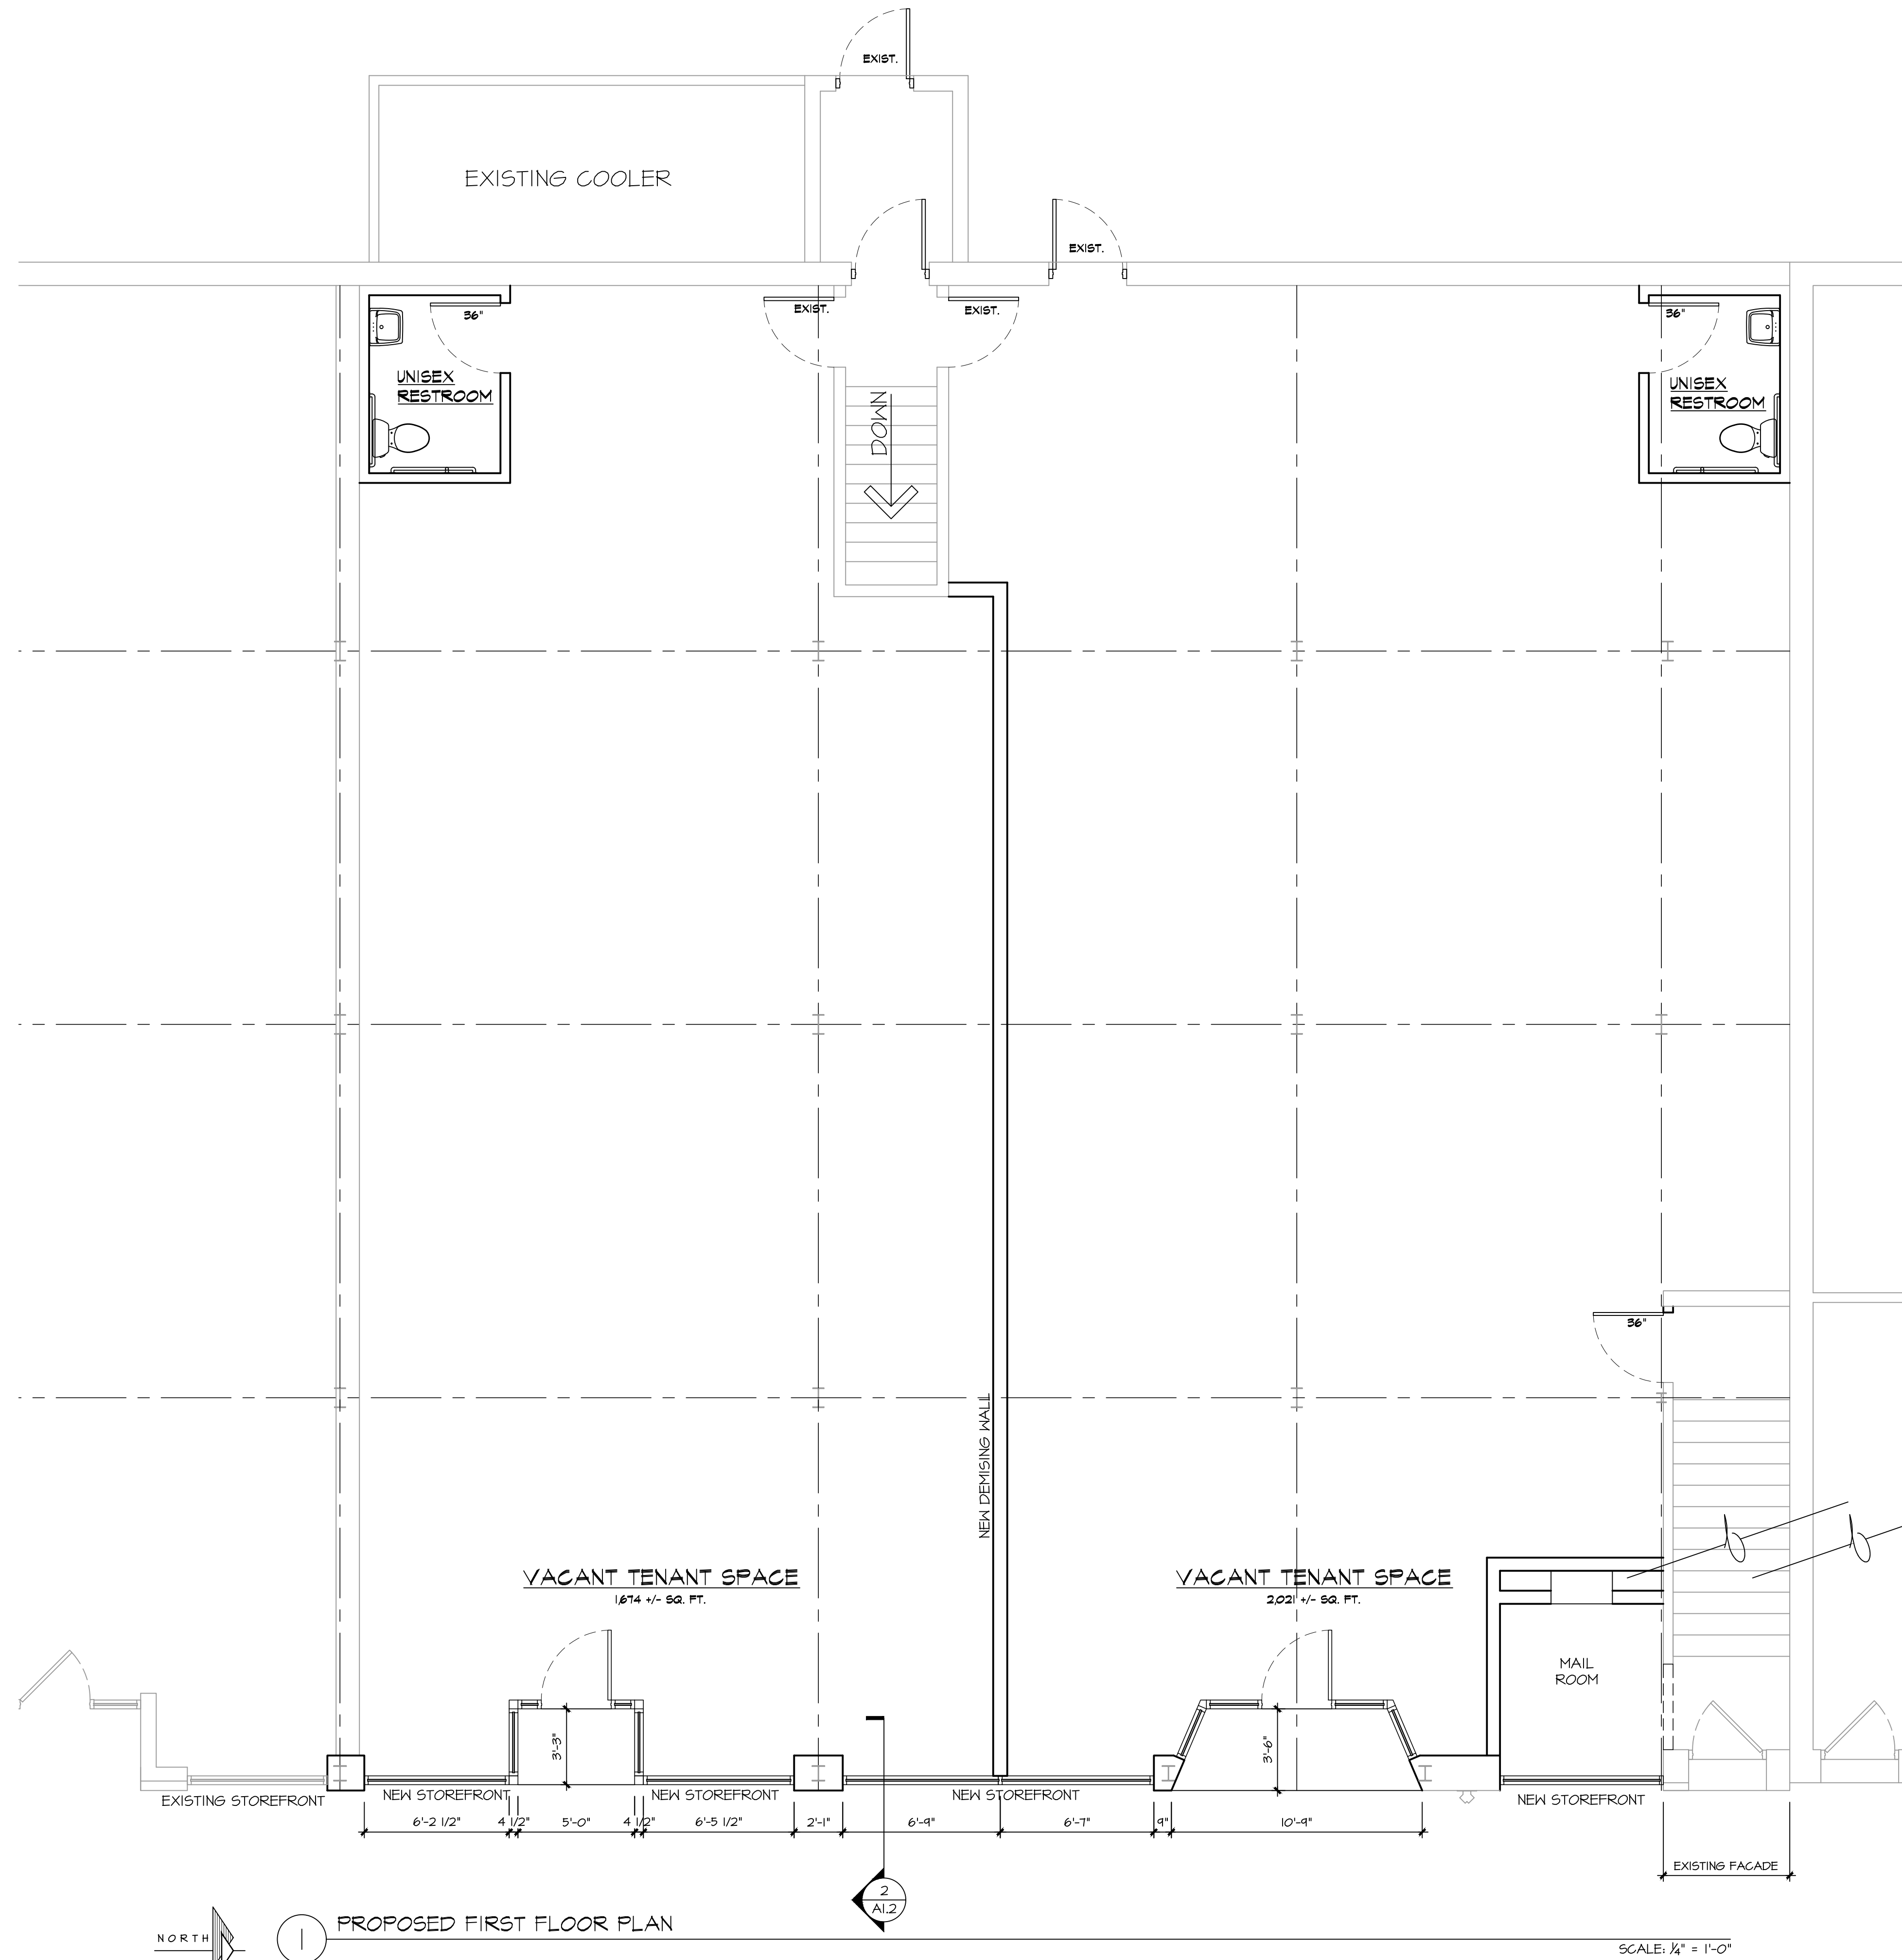 EXIST.
EXISTING COOLER
EXIST.
EXIST.
EXIST.
36"
36"
UNISEX
RESTROOM
UNISEX
RESTROOM
DOWN
36"
NEW DEMISING WALL
VACANT TENANT SPACE
1,674 +/- SQ. FT.
VACANT TENANT SPACE
2,021 +/- SQ. FT.
MAIL
ROOM
3'-3"
3'-6"
EXISTING STOREFRONT
NEW STOREFRONT
NEW STOREFRONT
NEW STOREFRONT
NEW STOREFRONT
6'-2 1/2"
4 1/2"
5'-0"
4 1/2"
6'-5 1/2"
2'-1"
6'-9"
6'-7"
9"
10'-9"
EXISTING FACADE
2
A1.2
NORTH
1
PROPOSED FIRST FLOOR PLAN
SCALE: 1/4" = 1'-0"